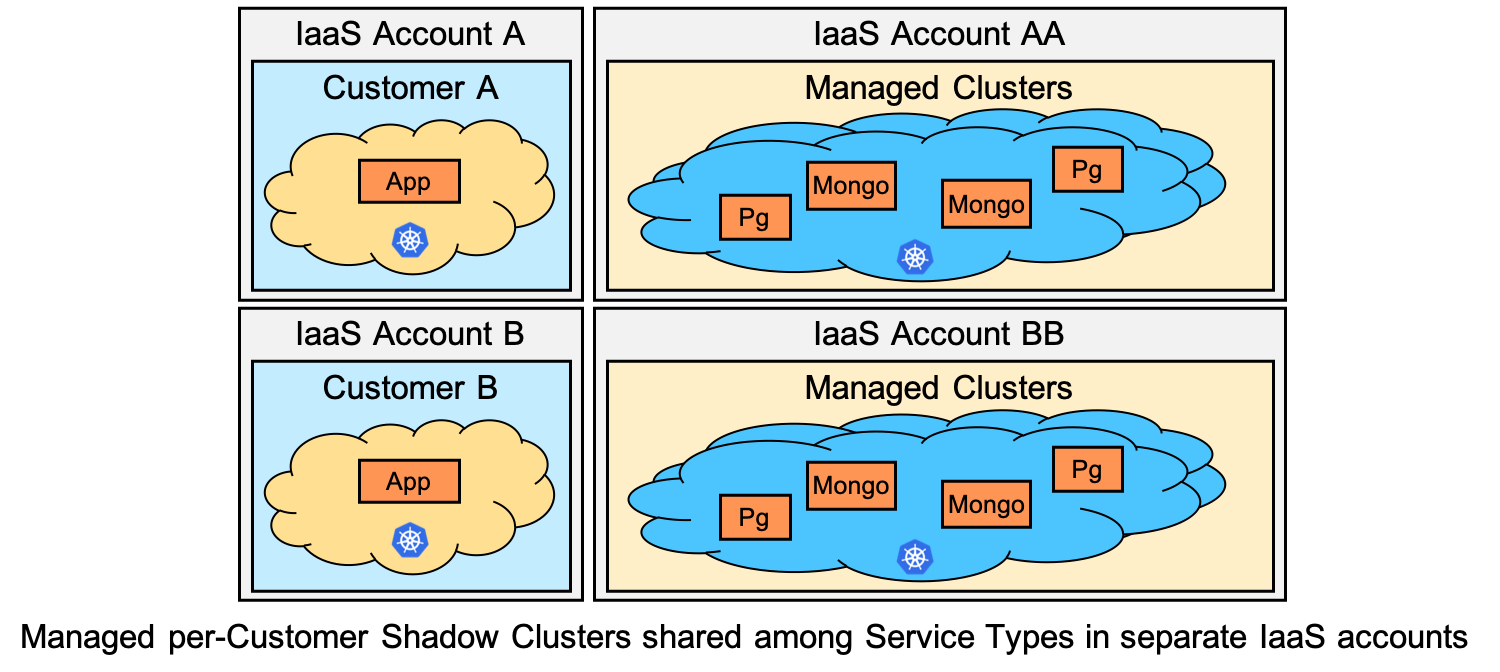 IaaS Account A
Customer A
App
IaaS Account AA
Managed Clusters
Pg
Mongo
Mongo
Pg
IaaS Account B
Customer B
App
IaaS Account BB
Managed Clusters
Pg
Mongo
Mongo
Pg
Managed per-Customer Shadow Clusters shared among Service Types in separate IaaS accounts